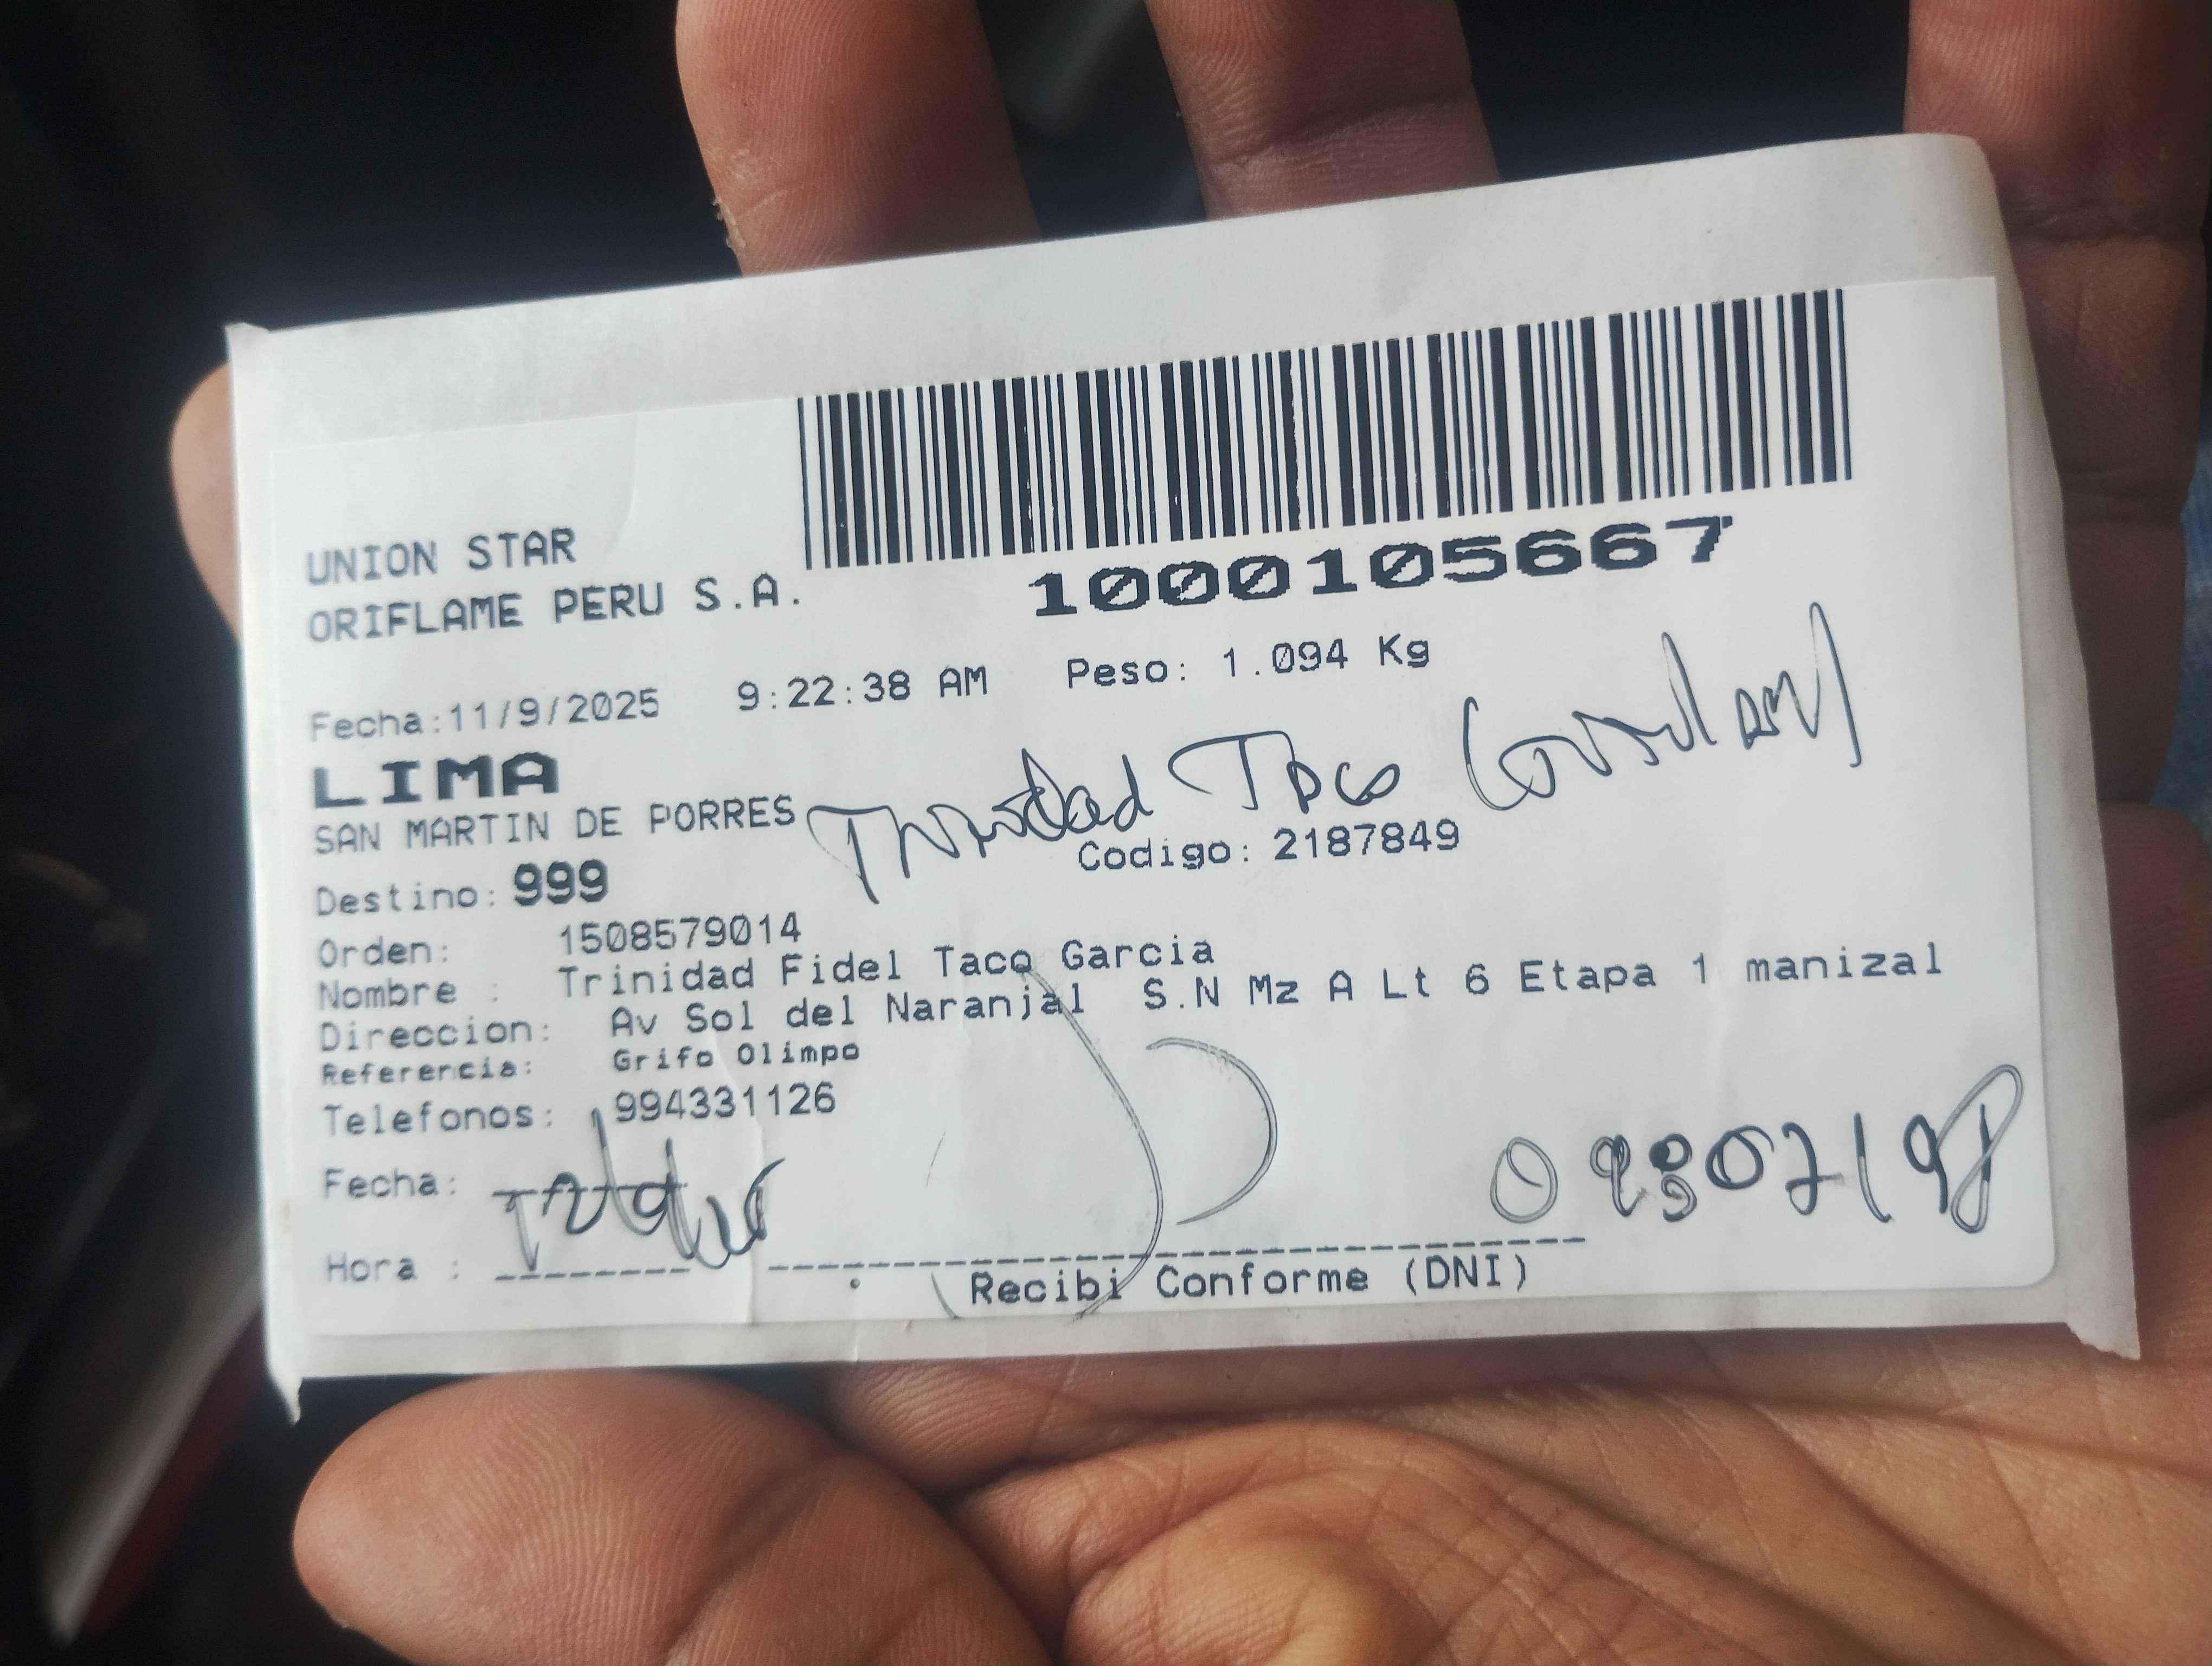 1000105667
UNION STAR
ORIFLAME PERU S.A.
Fecha:11/9/2025 9:22:38 AM Peso: 1.094 Kg
LIMA
SAN MARTIN DE PORRES
Trinidad Taco
Codigo: 2187849
Destino: 999
Orden: 1508579014
Nombre : Trinidad Fidel Taco Garcia
Direccion: Av Sol del Naranjal S.N Mz A Lt 6 Etapa 1 manizal
Referencia: Grifo Olimpo
Telefonos: 994331126
Fecha:
Hora :
Recibi Conforme (DNI)